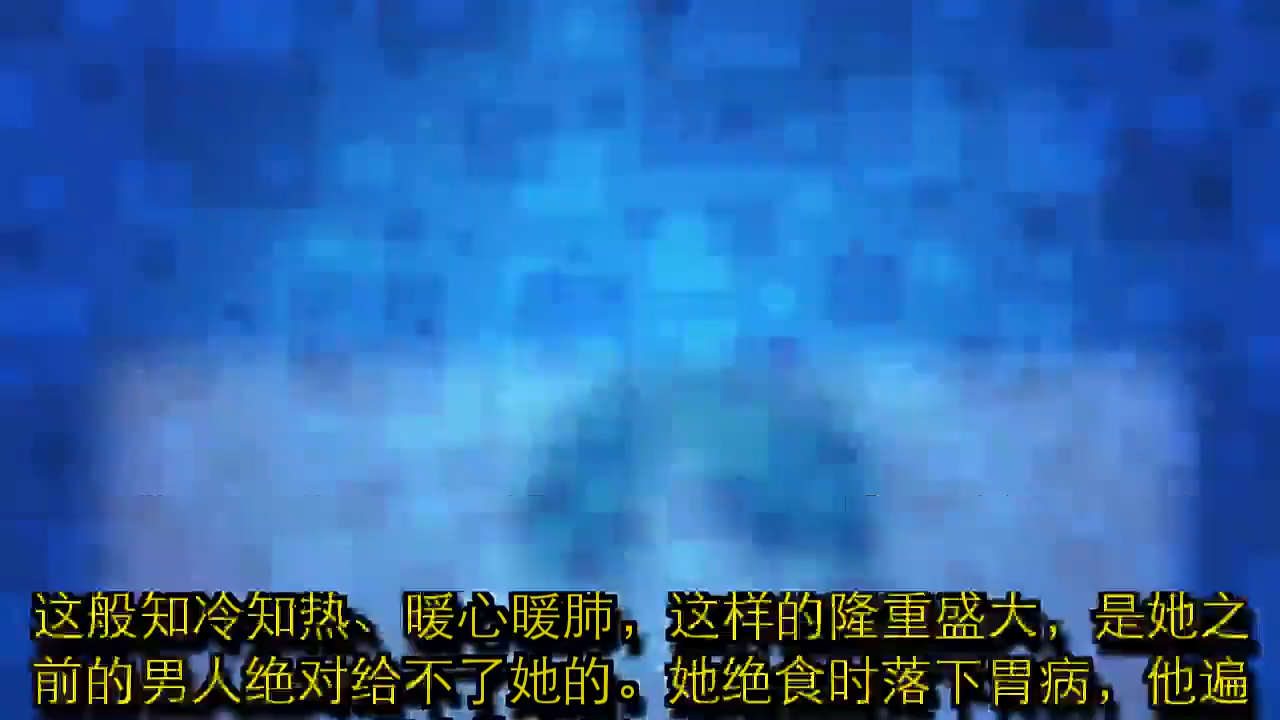 这般知冷知热、暖心暖肺，这样的隆重盛大，是她之
前的男人绝对给不了她的。她绝食时落下胃病，他遍